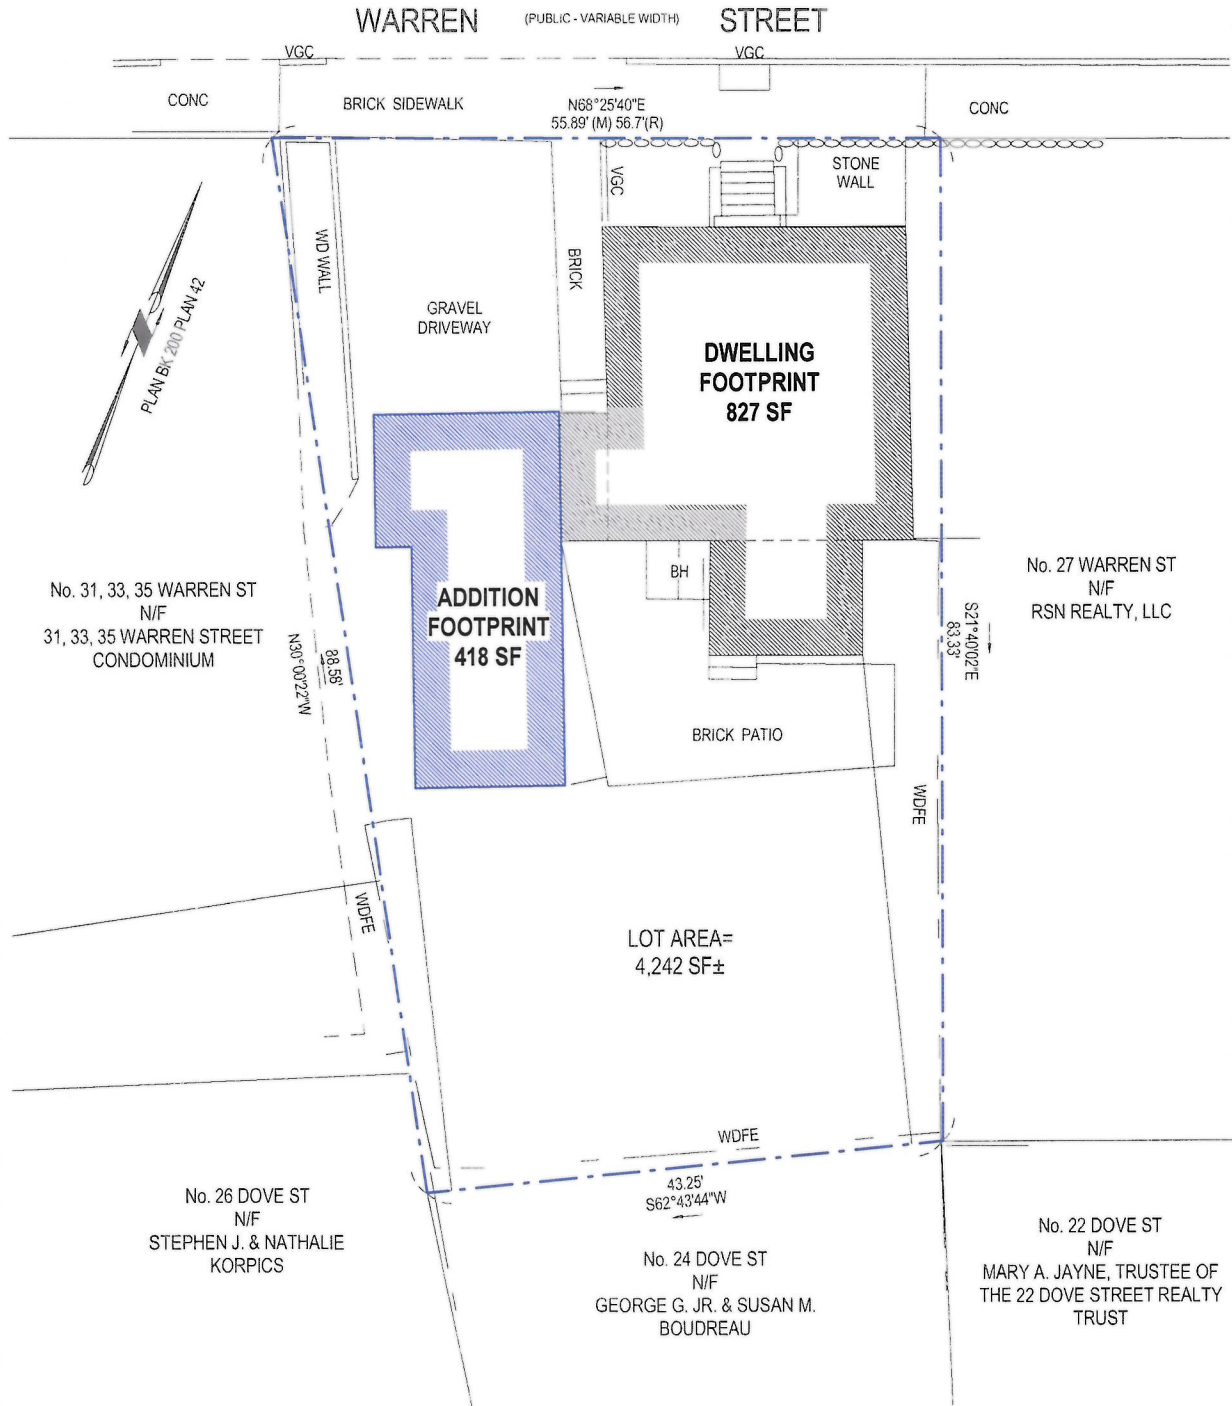 WARREN (PUBLIC - VARIABLE WIDTH) STREET
VGC
VGC
CONC
BRICK SIDEWALK
N68°25'40"E
55.89' (M) 56.7'(R)
CONC
STONE
WALL
VGC
WD WALL
BRICK
GRAVEL
DRIVEWAY
PLAN BK 200 PLAN 42
DWELLING
FOOTPRINT
827 SF
No. 31, 33, 35 WARREN ST
N/F
31, 33, 35 WARREN STREET
CONDOMINIUM
ADDITION
FOOTPRINT
418 SF
BH
No. 27 WARREN ST
N/F
RSN REALTY, LLC
S21°40'02"E
83.33'
88.58'
N30°00'22"W
BRICK PATIO
WDFE
WDFE
LOT AREA=
4,242 SF±
WDFE
43.25'
S62°43'44"W
No. 26 DOVE ST
N/F
STEPHEN J. & NATHALIE
KORPICS
No. 24 DOVE ST
N/F
GEORGE G. JR. & SUSAN M.
BOUDREAU
No. 22 DOVE ST
N/F
MARY A. JAYNE, TRUSTEE OF
THE 22 DOVE STREET REALTY
TRUST